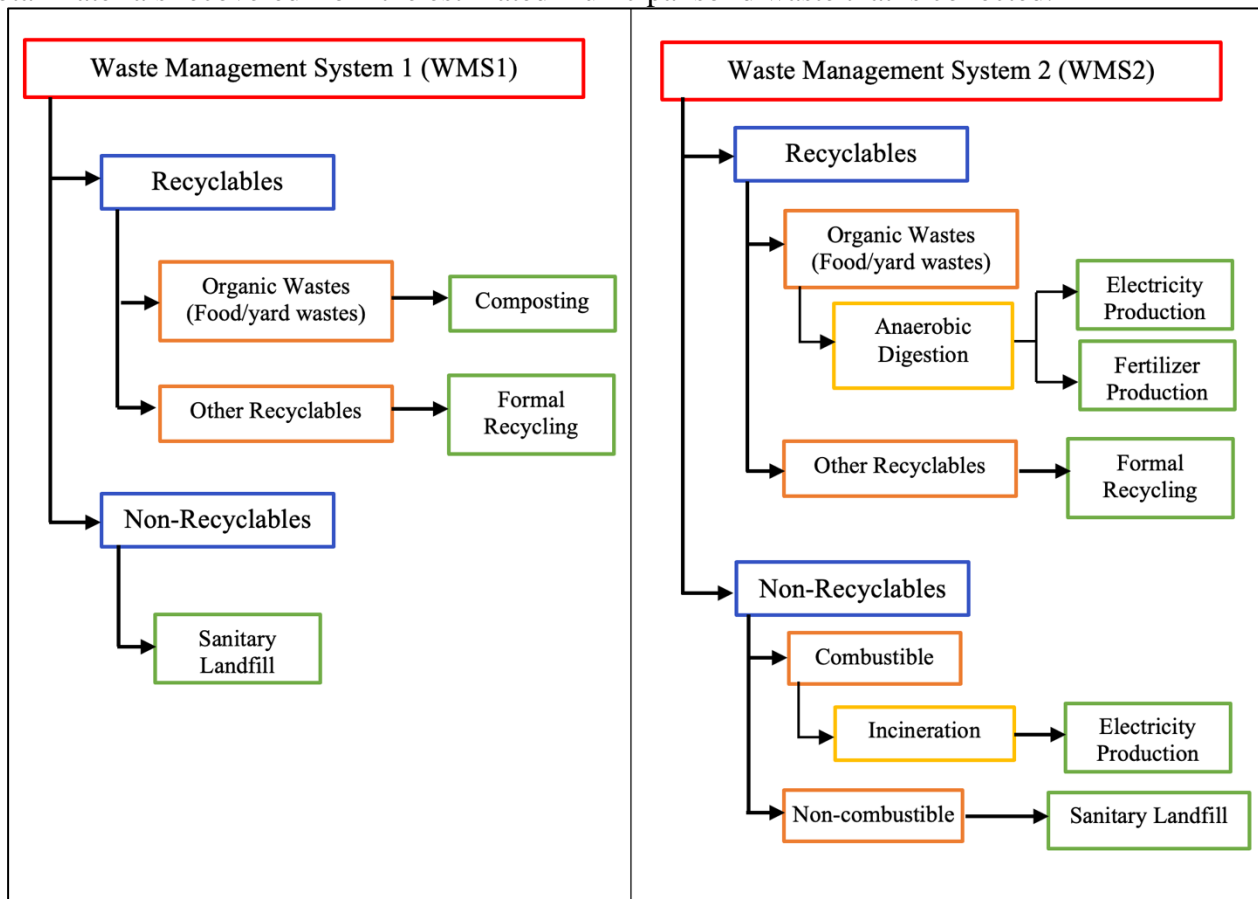 Waste Management System 1 (WMS1)
Recyclables
Organic Wastes
(Food/yard wastes)
Composting
Other Recyclables
Formal
Recycling
Non-Recyclables
Sanitary
Landfill
Waste Management System 2 (WMS2)
Recyclables
Organic Wastes
(Food/yard wastes)
Anaerobic
Digestion
Electricity
Production
Fertilizer
Production
Other Recyclables
Formal
Recycling
Non-Recyclables
Combustible
Incineration
Electricity
Production
Non-combustible
Sanitary Landfill